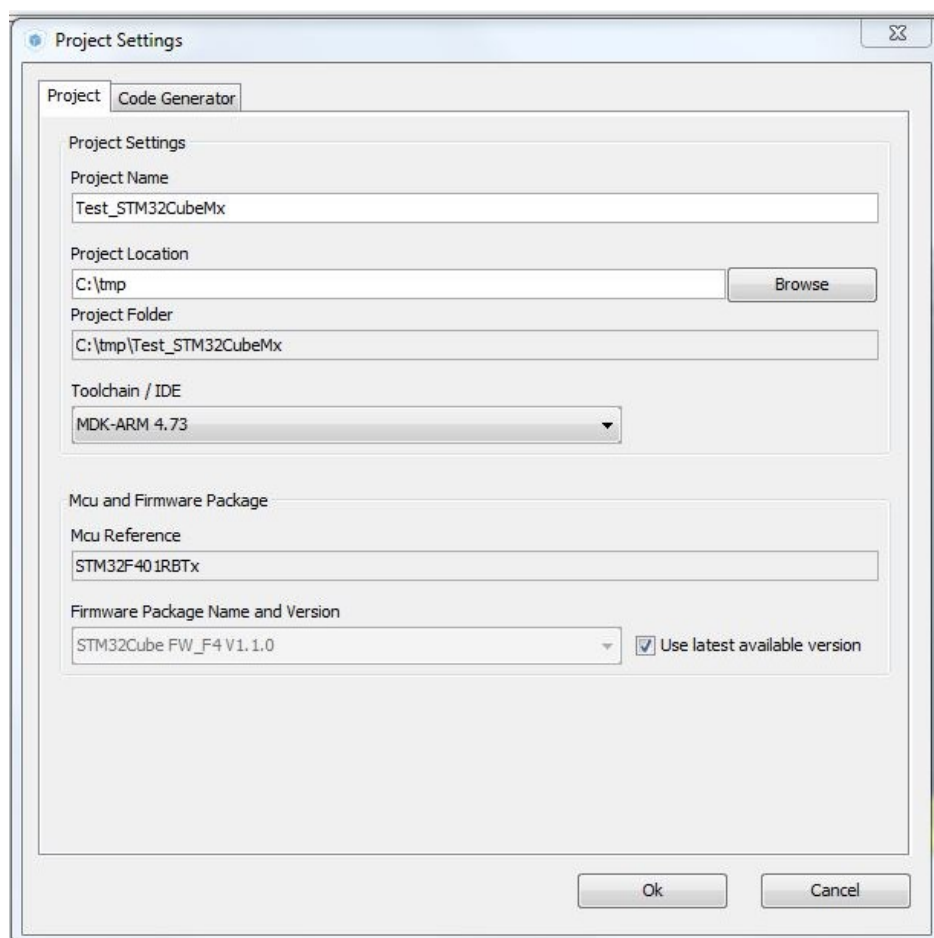 Project Settings
Project Code Generator
Project Settings
Project Name
Test_STM32CubeMx
Project Location
C:\tmp Browse
Project Folder
C:\tmp\Test_STM32CubeMx
Toolchain / IDE
MDK-ARM 4.73
Mcu and Firmware Package
Mcu Reference
STM32F401RBTx
Firmware Package Name and Version
STM32Cube FW_F4 V1.1.0 Use latest available version
Ok Cancel